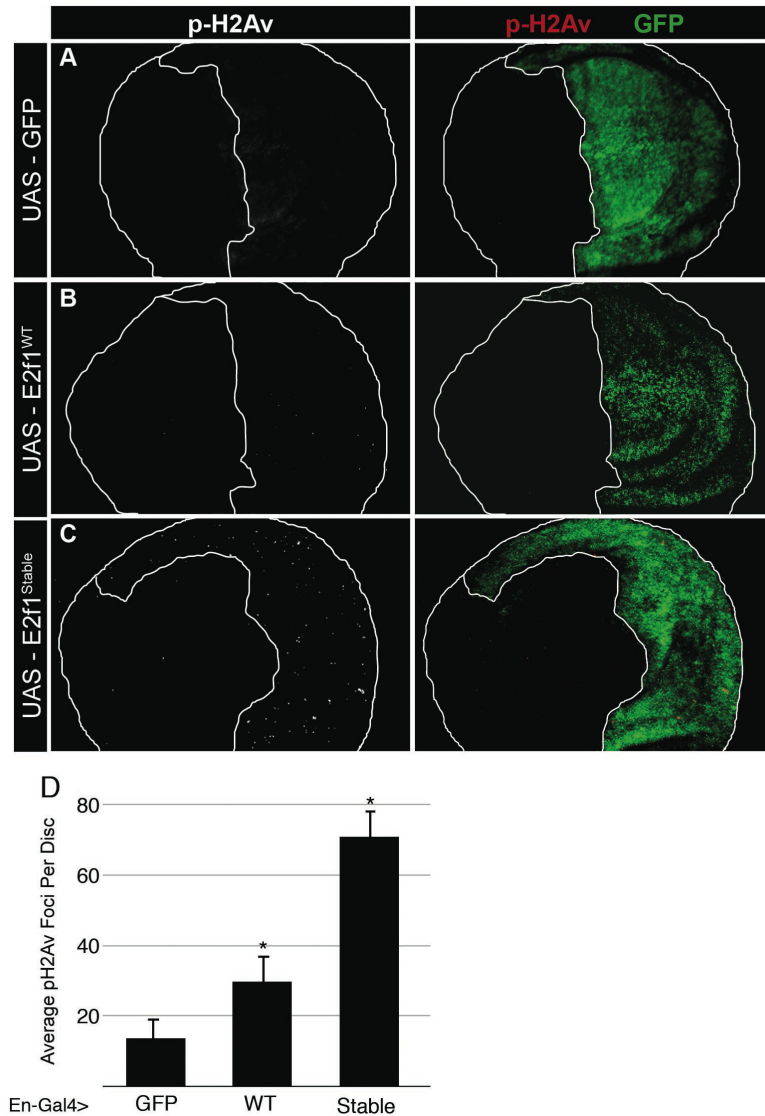 p-H2Av
p-H2Av GFP
A
UAS - GFP
B
UAS - E2f1WT
C
UAS - E2f1Stable
D
Average pH2Av Foci Per Disc
80
60
40
20
*
*
En-Gal4> GFP WT Stable